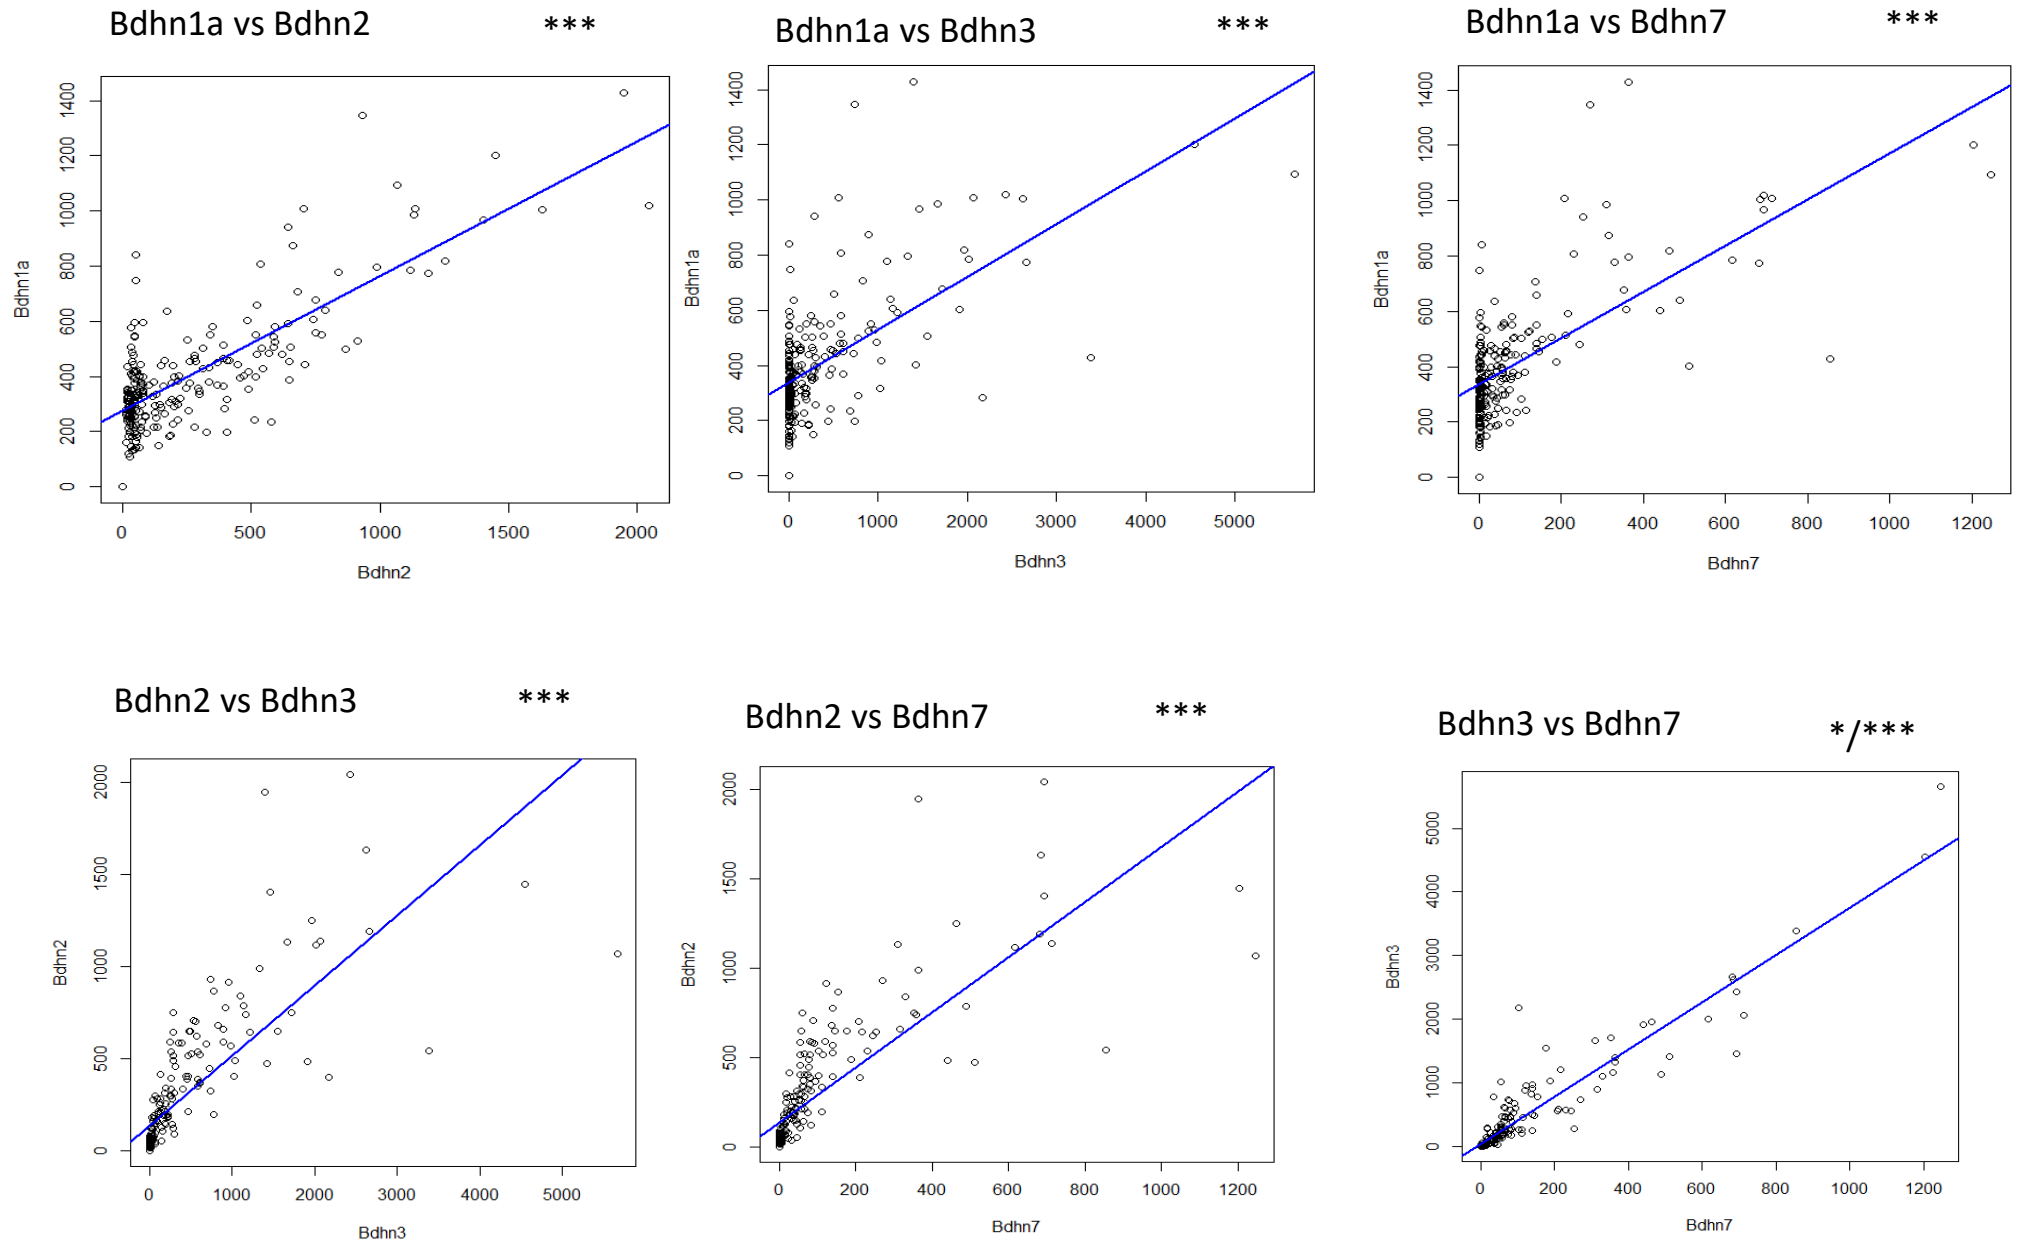 Bdhn1a vs Bdhn2 ***
Bdhn1a
1400
1200
1000
800
600
400
200
0
0 500 1000 1500 2000
Bdhn2
Bdhn1a vs Bdhn3 ***
Bdhn1a
1400
1200
1000
800
600
400
200
0
0 1000 2000 3000 4000 5000
Bdhn3
Bdhn1a vs Bdhn7 ***
Bdhn1a
1400
1200
1000
800
600
400
200
0
0 200 400 600 800 1000 1200
Bdhn7
Bdhn2 vs Bdhn3 ***
Bdhn2
2000
1500
1000
500
0
0 1000 2000 3000 4000 5000
Bdhn3
Bdhn2 vs Bdhn7 ***
Bdhn2
2000
1500
1000
500
0
0 200 400 600 800 1000 1200
Bdhn7
Bdhn3 vs Bdhn7 */***
Bdhn3
5000
4000
3000
2000
1000
0
0 200 400 600 800 1000 1200
Bdhn7